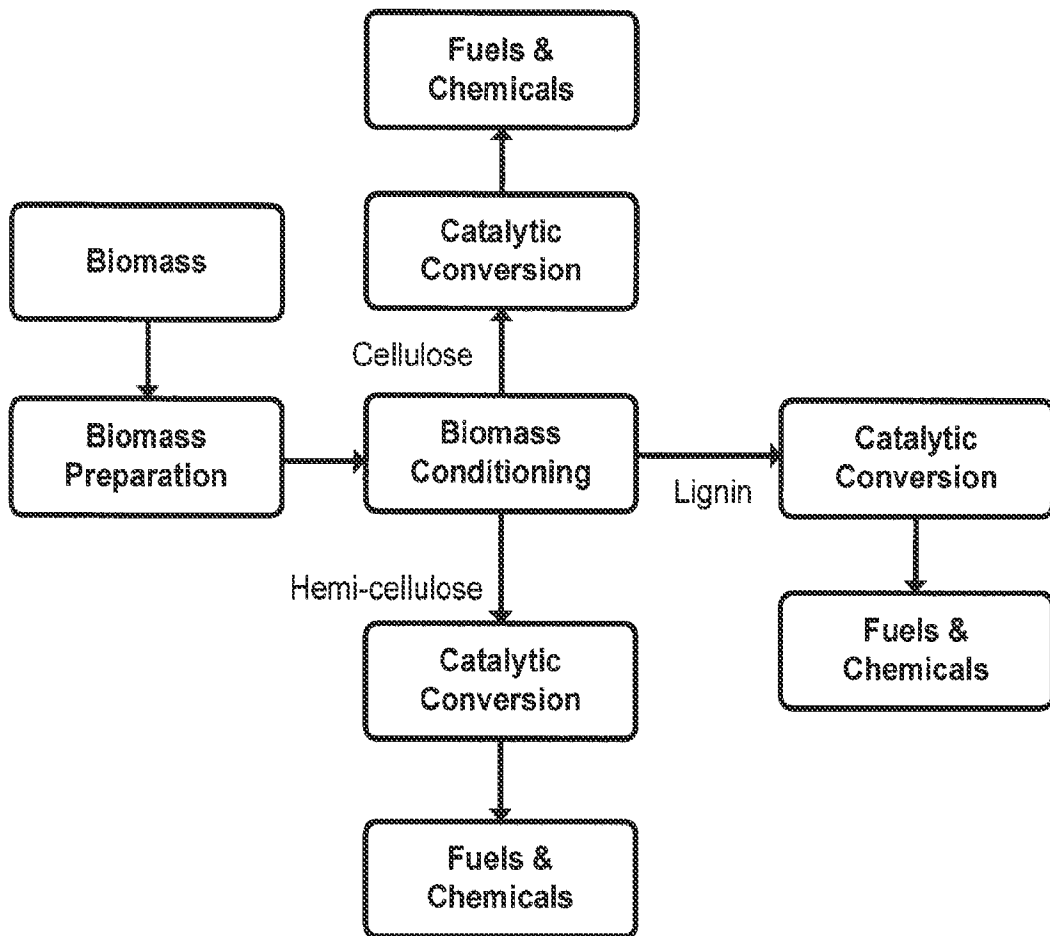 Fuels &
Chemicals
Catalytic
Conversion
Biomass
Cellulose
Biomass
Preparation
Biomass
Conditioning
Lignin
Catalytic
Conversion
Hemi-cellulose
Catalytic
Conversion
Fuels &
Chemicals
Fuels &
Chemicals